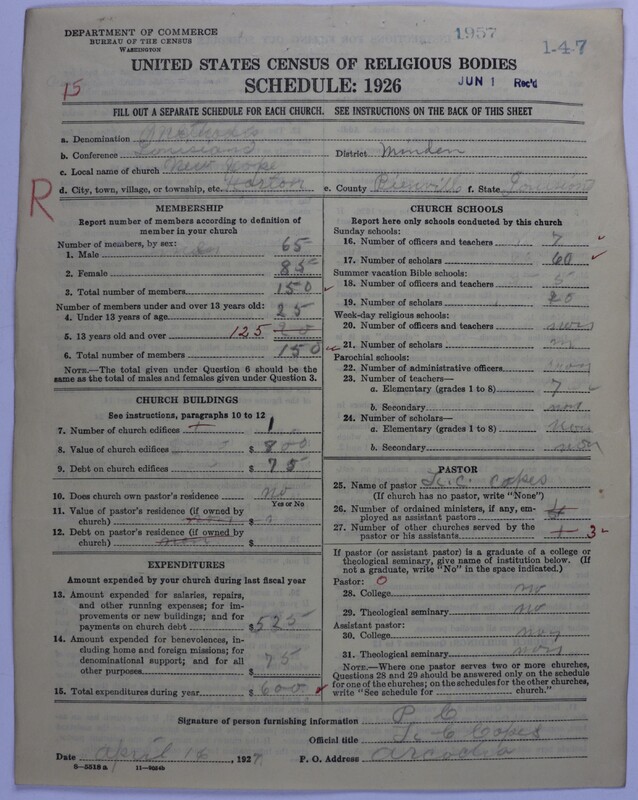 DEPARTMENT OF COMMERCE
BUREAU OF THE CENSUS
WASHINGTON
1957
1-4-7
UNITED STATES CENSUS OF RELIGIOUS BODIES
SCHEDULE: 1926
JUN 1 Rec'd
15
FILL OUT A SEPARATE SCHEDULE FOR EACH CHURCH. SEE INSTRUCTIONS ON THE BACK OF THIS SHEET
a. Denomination
b. Conference Louisiana District Minden
c. Local name of church New Hope
d. City, town, village, or township, etc. e. County Bienville f. State
R
MEMBERSHIP
Report number of members according to definition of member in your church
Number of members, by sex:
1. Male 65
2. Female 85
3. Total number of members 150
Number of members under and over 13 years old:
4. Under 13 years of age 25
5. 13 years old and over 125
6. Total number of members 150
NOTE.—The total given under Question 6 should be the same as the total of males and females given under Question 3.
CHURCH BUILDINGS
See instructions, paragraphs 10 to 12
7. Number of church edifices 1
8. Value of church edifices $ 800
9. Debt on church edifices $ 75
10. Does church own pastor's residence no
Yes or No
11. Value of pastor's residence (if owned by church) $
12. Debt on pastor's residence (if owned by church) $
EXPENDITURES
Amount expended by your church during last fiscal year
13. Amount expended for salaries, repairs, and other running expenses; for improvements or new buildings; and for payments on church debt $ 525
14. Amount expended for benevolences, including home and foreign missions; for denominational support; and for all other purposes $ 75
15. Total expenditures during year $ 600
CHURCH SCHOOLS
Report here only schools conducted by this church
Sunday schools:
16. Number of officers and teachers 7
17. Number of scholars 60
Summer vacation Bible schools:
18. Number of officers and teachers 5
19. Number of scholars 20
Week-day religious schools:
20. Number of officers and teachers
21. Number of scholars
Parochial schools:
22. Number of administrative officers
23. Number of teachers—
a. Elementary (grades 1 to 8) 7
b. Secondary
24. Number of scholars—
a. Elementary (grades 1 to 8)
b. Secondary
PASTOR
25. Name of pastor Copes
(If church has no pastor, write "None")
26. Number of ordained ministers, if any, employed as assistant pastors
27. Number of other churches served by the pastor or his assistants 3
If pastor (or assistant pastor) is a graduate of a college or theological seminary, give name of institution below. (If not a graduate, write "No" in the space indicated.)
Pastor: 0
28. College no
29. Theological seminary no
Assistant pastor:
30. College
31. Theological seminary
NOTE.—Where one pastor serves two or more churches, Questions 28 and 29 should be answered only on the schedule for one of the churches; on the schedules for the other churches, write "See schedule for church."
Signature of person furnishing information P C
Official title Copes
Date April 16, 1927 P. O. Address Arcadia
8—5518 a 11—9034b